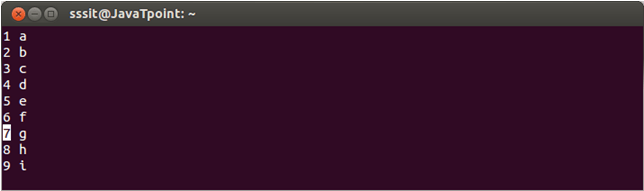 sssit@JavaTpoint: ~
1 a
2 b
3 c
4 d
5 e
6 f
7 g
8 h
9 i